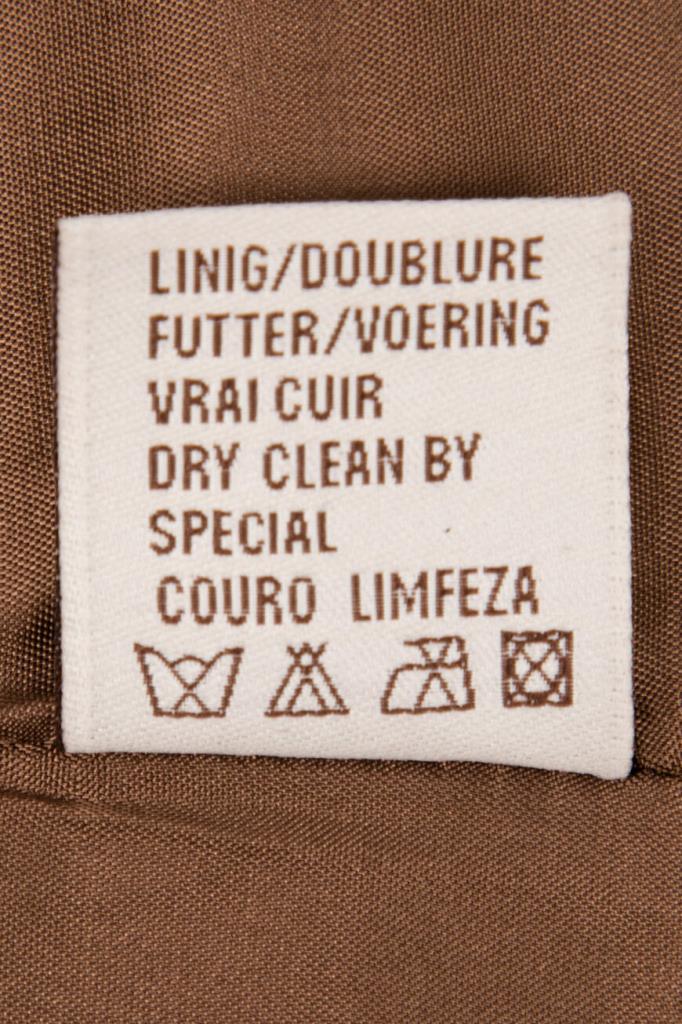 LINIG/DOUBLURE
FUTTER/VOERING
VRAI CUIR
DRY CLEAN BY
SPECIAL
COURO LIMFEZA